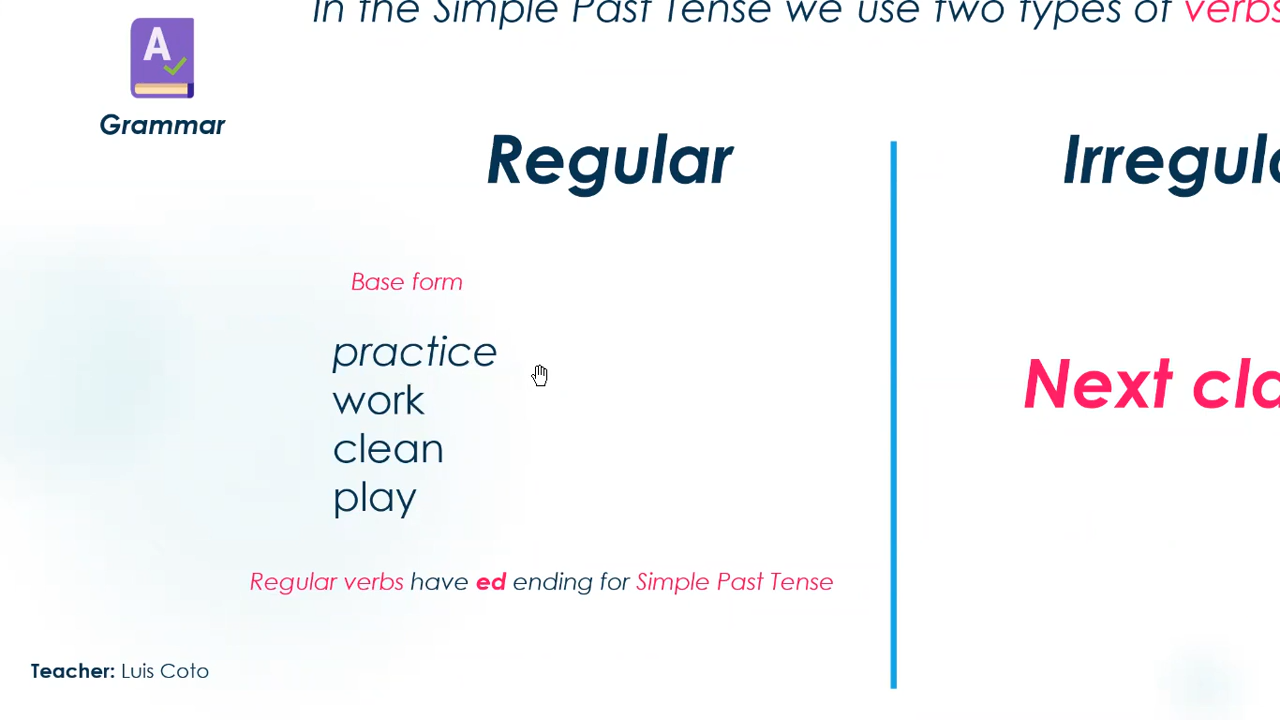 In the Simple Past Tense we use two types of verbs
A
Grammar
Regular
Base form
practice
work
clean
play
Regular verbs have ed ending for Simple Past Tense
Next
Teacher: Luis Coto